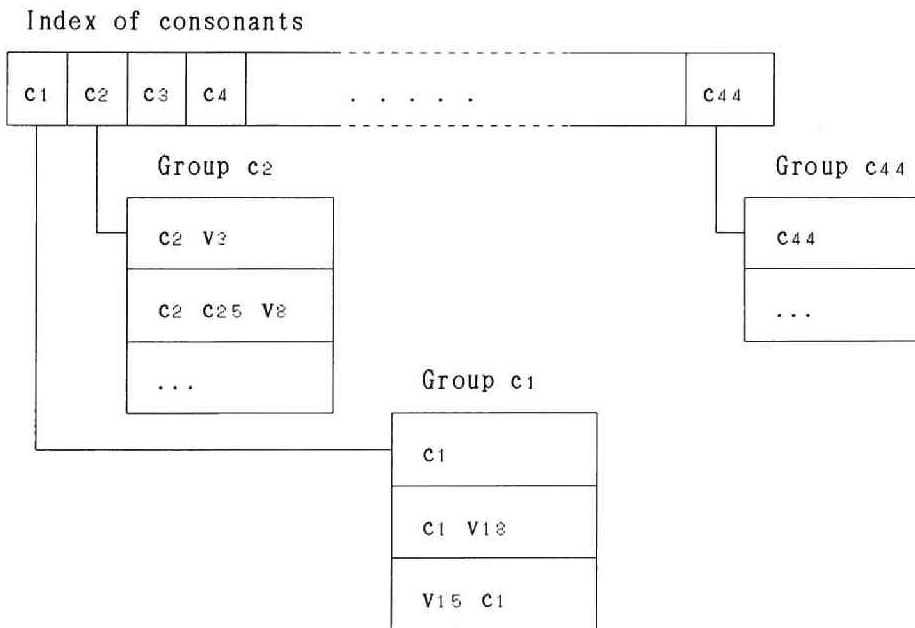 Index of consonants
c1 c2 c3 c4 ..... c44
Group c2
c2 v3
c2 c25 v8
...
Group c44
c44
...
Group c1
c1
c1 v18
v15 c1